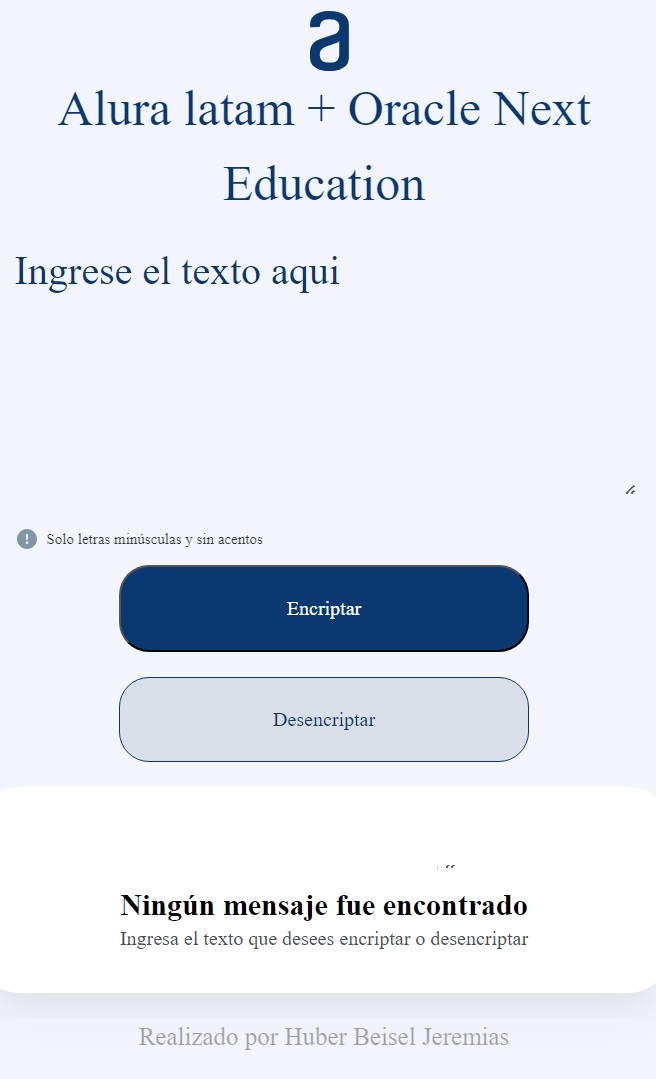 a
Alura latam + Oracle Next
Education
Ingrese el texto aqui
Solo letras minúsculas y sin acentos
Encriptar
Desencriptar
Ningún mensaje fue encontrado
Ingresa el texto que desees encriptar o desencriptar
Realizado por Huber Beisel Jeremias